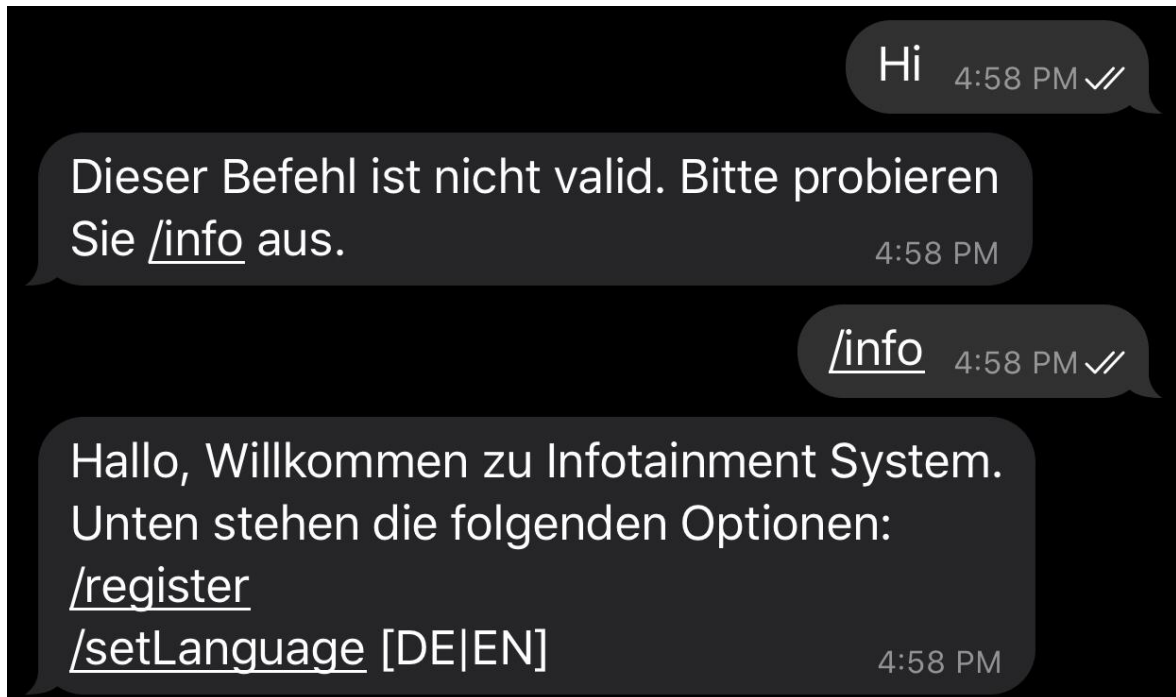 Hi 4:58 PM
Dieser Befehl ist nicht valid. Bitte probieren
Sie /info aus.
4:58 PM
/info 4:58 PM
Hallo, Willkommen zu Infotainment System.
Unten stehen die folgenden Optionen:
/register
/setLanguage [DE|EN]
4:58 PM